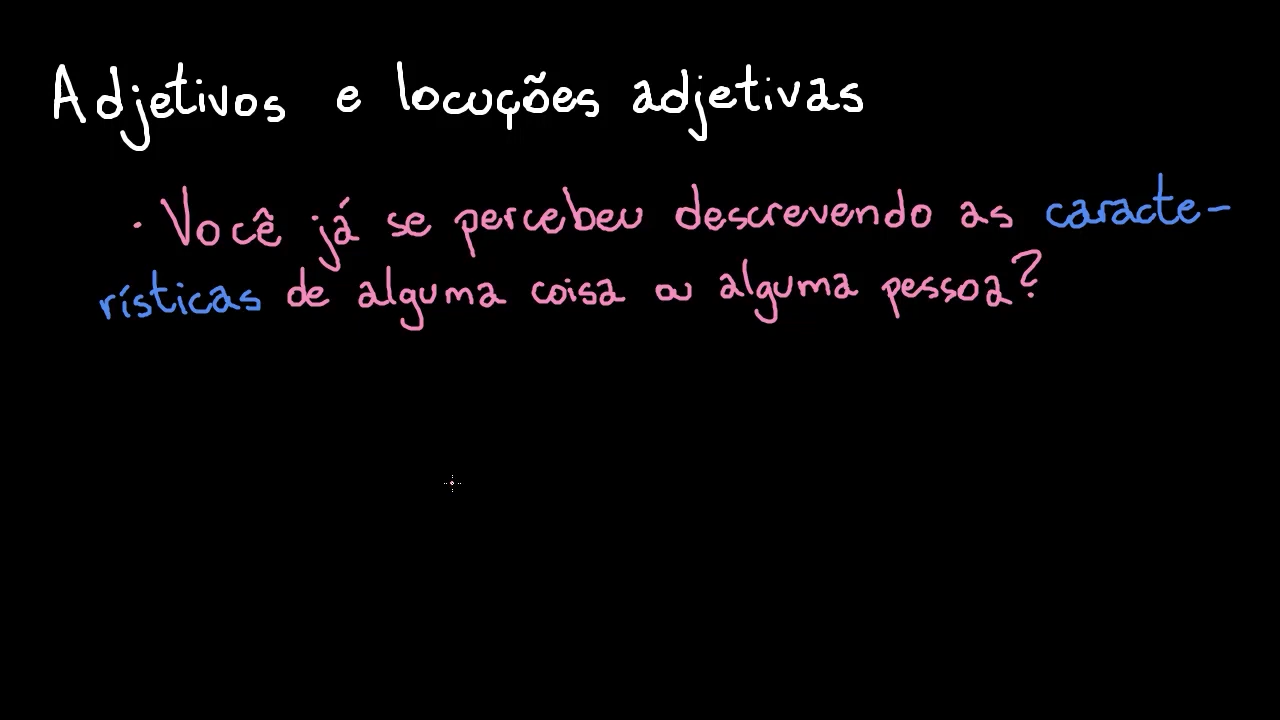 Adjetivos e locuções adjetivas
· Você já se percebeu descrevendo as caracte-
rísticas de alguma coisa ou alguma pessoa?